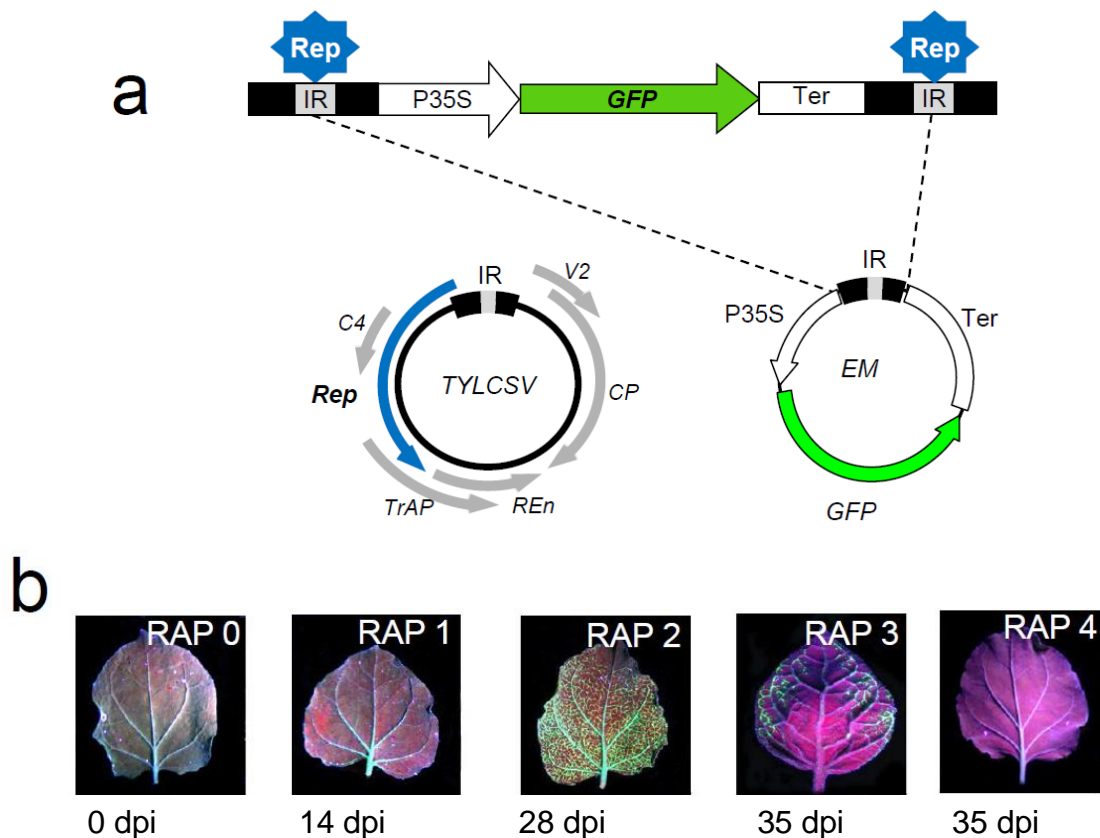 a
Rep Rep
IR P35S GFP Ter IR
IR V2 IR
C4 P35S Ter
Rep TYLCSV CP EM
TrAP REn GFP
b
RAP 0 RAP 1 RAP 2 RAP 3 RAP 4
0 dpi 14 dpi 28 dpi 35 dpi 35 dpi